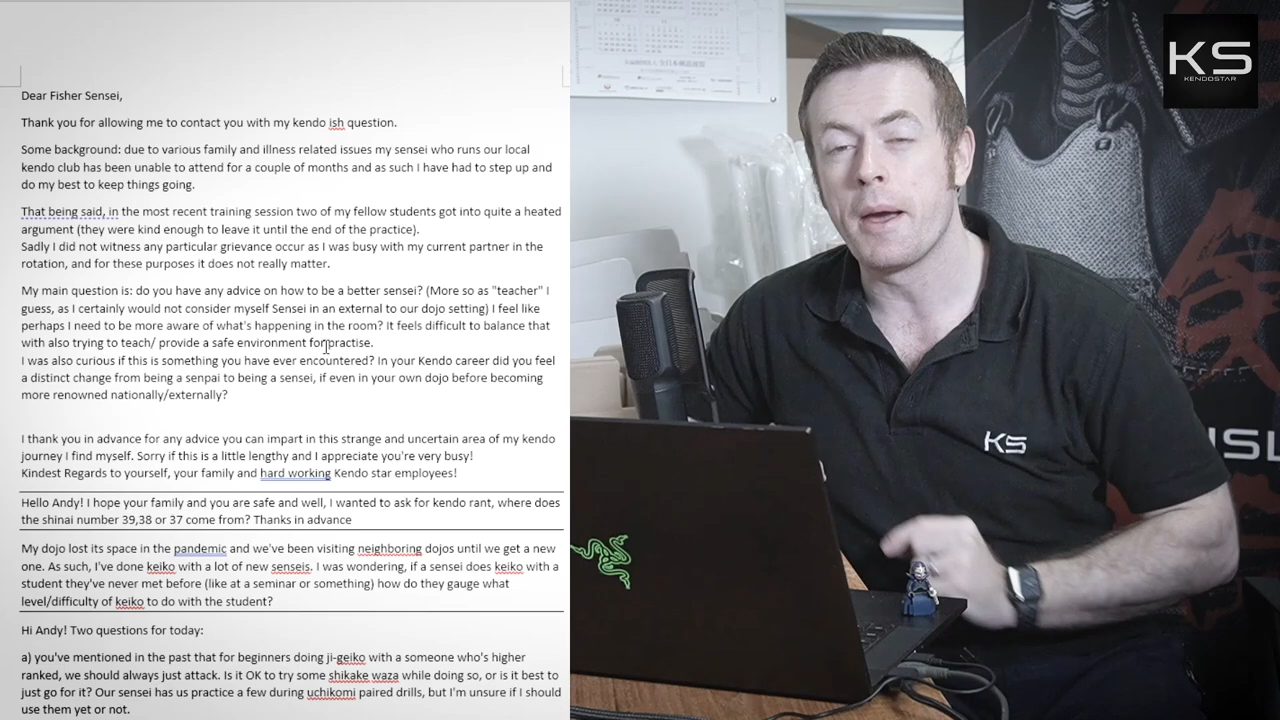 Dear Fisher Sensei,
Thank you for allowing me to contact you with my kendo ish question.
Some background: due to various family and illness related issues my sensei who runs our local
kendo club has been unable to attend for a couple of months and as such I have had to step up and
do my best to keep things going.
That being said, in the most recent training session two of my fellow students got into quite a heated
argument (they were kind enough to leave it until the end of the practice).
Sadly I did not witness any particular grievance occur as I was busy with my current partner in the
rotation, and for these purposes it does not really matter.
My main question is: do you have any advice on how to be a better sensei? (More so as "teacher" I
guess, as I certainly would not consider myself Sensei in an external to our dojo setting) I feel like
perhaps I need to be more aware of what's happening in the room? It feels difficult to balance that
with also trying to teach/ provide a safe environment for practise.
I was also curious if this is something you have ever encountered? In your Kendo career did you feel
a distinct change from being a senpai to being a sensei, if even in your own dojo before becoming
more renowned nationally/externally?
I thank you in advance for any advice you can impart in this strange and uncertain area of my kendo
journey I find myself. Sorry if this is a little lengthy and I appreciate you're very busy!
Kindest Regards to yourself, your family and hard working Kendo star employees!
Hello Andy! I hope your family and you are safe and well, I wanted to ask for kendo rant, where does
the shinai number 39,38 or 37 come from? Thanks in advance
My dojo lost its space in the pandemic and we've been visiting neighboring dojos until we get a new
one. As such, I've done keiko with a lot of new senseis. I was wondering, if a sensei does keiko with a
student they've never met before (like at a seminar or something) how do they gauge what
level/difficulty of keiko to do with the student?
Hi Andy! Two questions for today:
a) you've mentioned in the past that for beginners doing ji-geiko with a someone who's higher
ranked, we should always just attack. Is it OK to try some shikake waza while doing so, or is it best to
just go for it? Our sensei has us practice a few during uchikomi paired drills, but I'm unsure if I should
use them yet or not.
KS
KENDOSTAR
KS